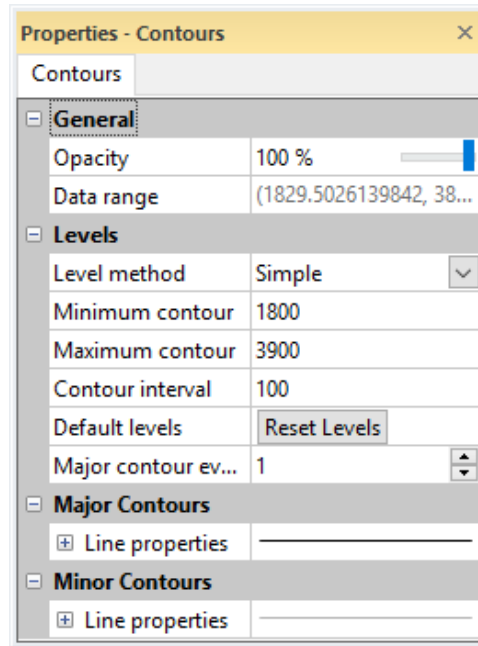 Properties - Contours
Contours
General
Opacity 100 %
Data range (1829.5026139842, 38...
Levels
Level method Simple
Minimum contour 1800
Maximum contour 3900
Contour interval 100
Default levels Reset Levels
Major contour ev... 1
Major Contours
Line properties
Minor Contours
Line properties